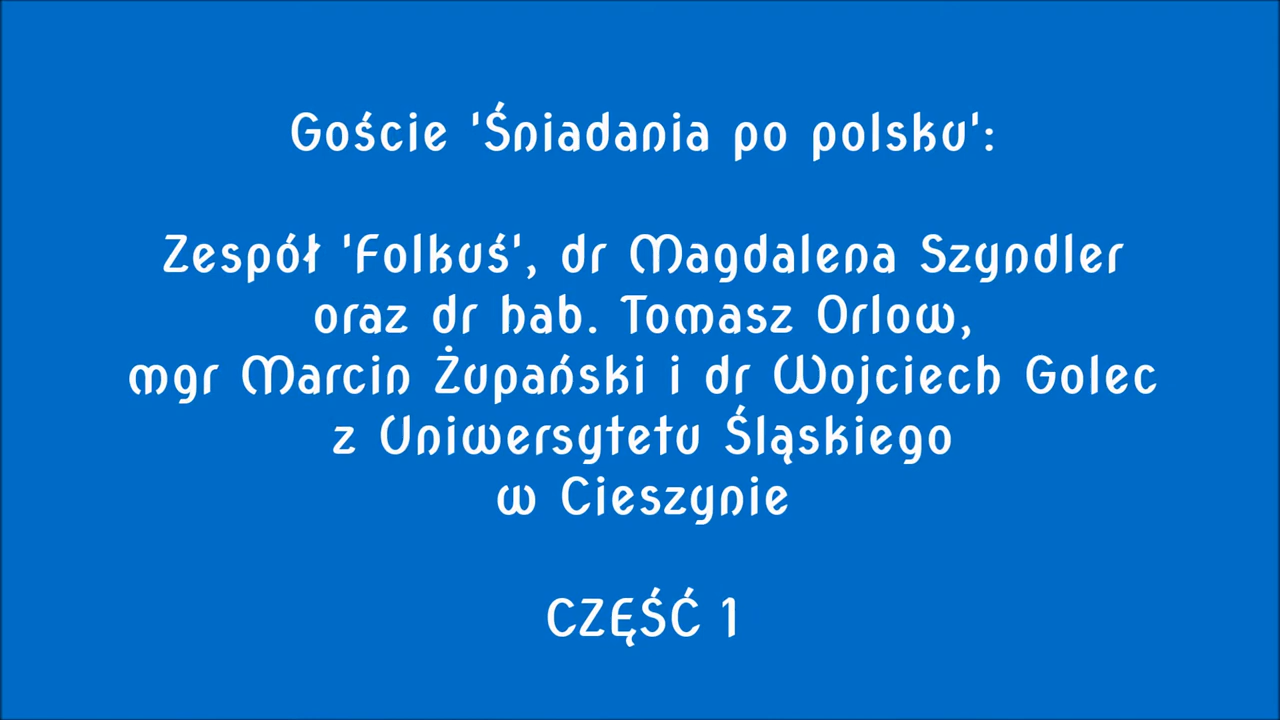 Goście 'Śniadania po polsku':
Zespół 'Folkuś', dr Magdalena Szyndler
oraz dr hab. Tomasz Orlow,
mgr Marcin Żupański i dr Wojciech Golec
z Uniwersytetu Śląskiego
w Cieszynie
CZĘŚĆ 1